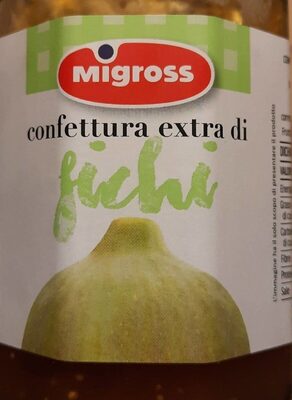 MIGROSS
confettura extra di
fichi
L'immagine ha il solo scopo di presentare il prodotto